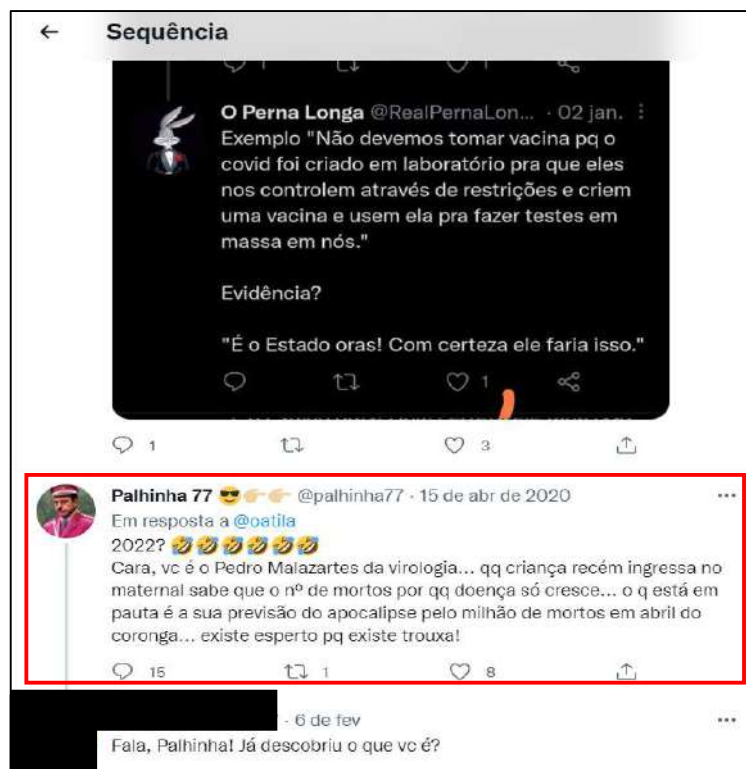 ← Sequência
1 1
O Perna Longa @RealPernaLon... · 02 jan.
Exemplo "Não devemos tomar vacina pq o
covid foi criado em laboratório pra que eles
nos controlem através de restrições e criem
uma vacina e usem ela pra fazer testes em
massa em nós."
Evidência?
"É o Estado oras! Com certeza ele faria isso."
1
1 3
Palhinha 77 😎👉🏼👉🏼 @palhinha77 · 15 de abr de 2020 ...
Em resposta a @oatila
2022? 🤣🤣🤣🤣🤣🤣
Cara, vc é o Pedro Malazartes da virologia... qq criança recém ingressa no
maternal sabe que o nº de mortos por qq doença só cresce... o q está em
pauta é a sua previsão do apocalipse pelo milhão de mortos em abril do
coronga... existe esperto pq existe trouxa!
15 1 8
· 6 de fev ...
Fala, Palhinha! Já descobriu o que vc é?